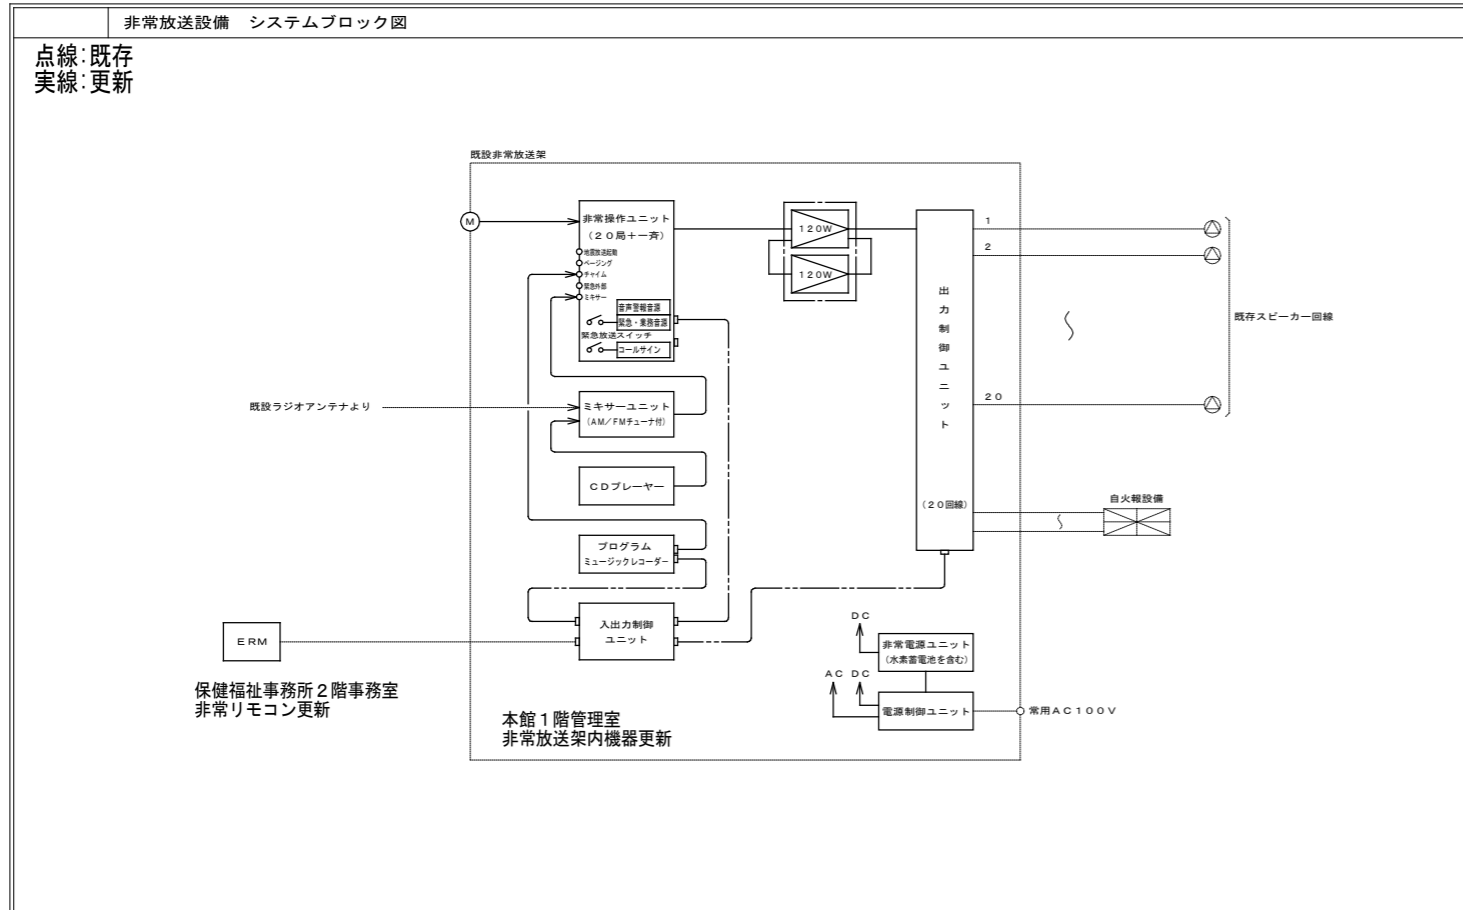 非常放送設備　システムブロック図
点線:既存
実線:更新
既設非常放送架
M
非常操作ユニット
(20局+一斉)
地震放送起動
ページング
チャイム
緊急外部
ミキサー
音声警報音源
緊急・業務音源
緊急放送スイッチ
コールサイン
120W
120W
出力制御ユニット
(20回線)
1
2
20
既存スピーカー回線
自火報設備
既設ラジオアンテナより
ミキサーユニット
(AM/FMチューナ付)
CDプレーヤー
プログラム
ミュージックレコーダー
入出力制御
ユニット
ERM
保健福祉事務所2階事務室
非常リモコン更新
本館1階管理室
非常放送架内機器更新
DC
非常電源ユニット
(水素蓄電池を含む)
AC DC
電源制御ユニット
常用AC100V